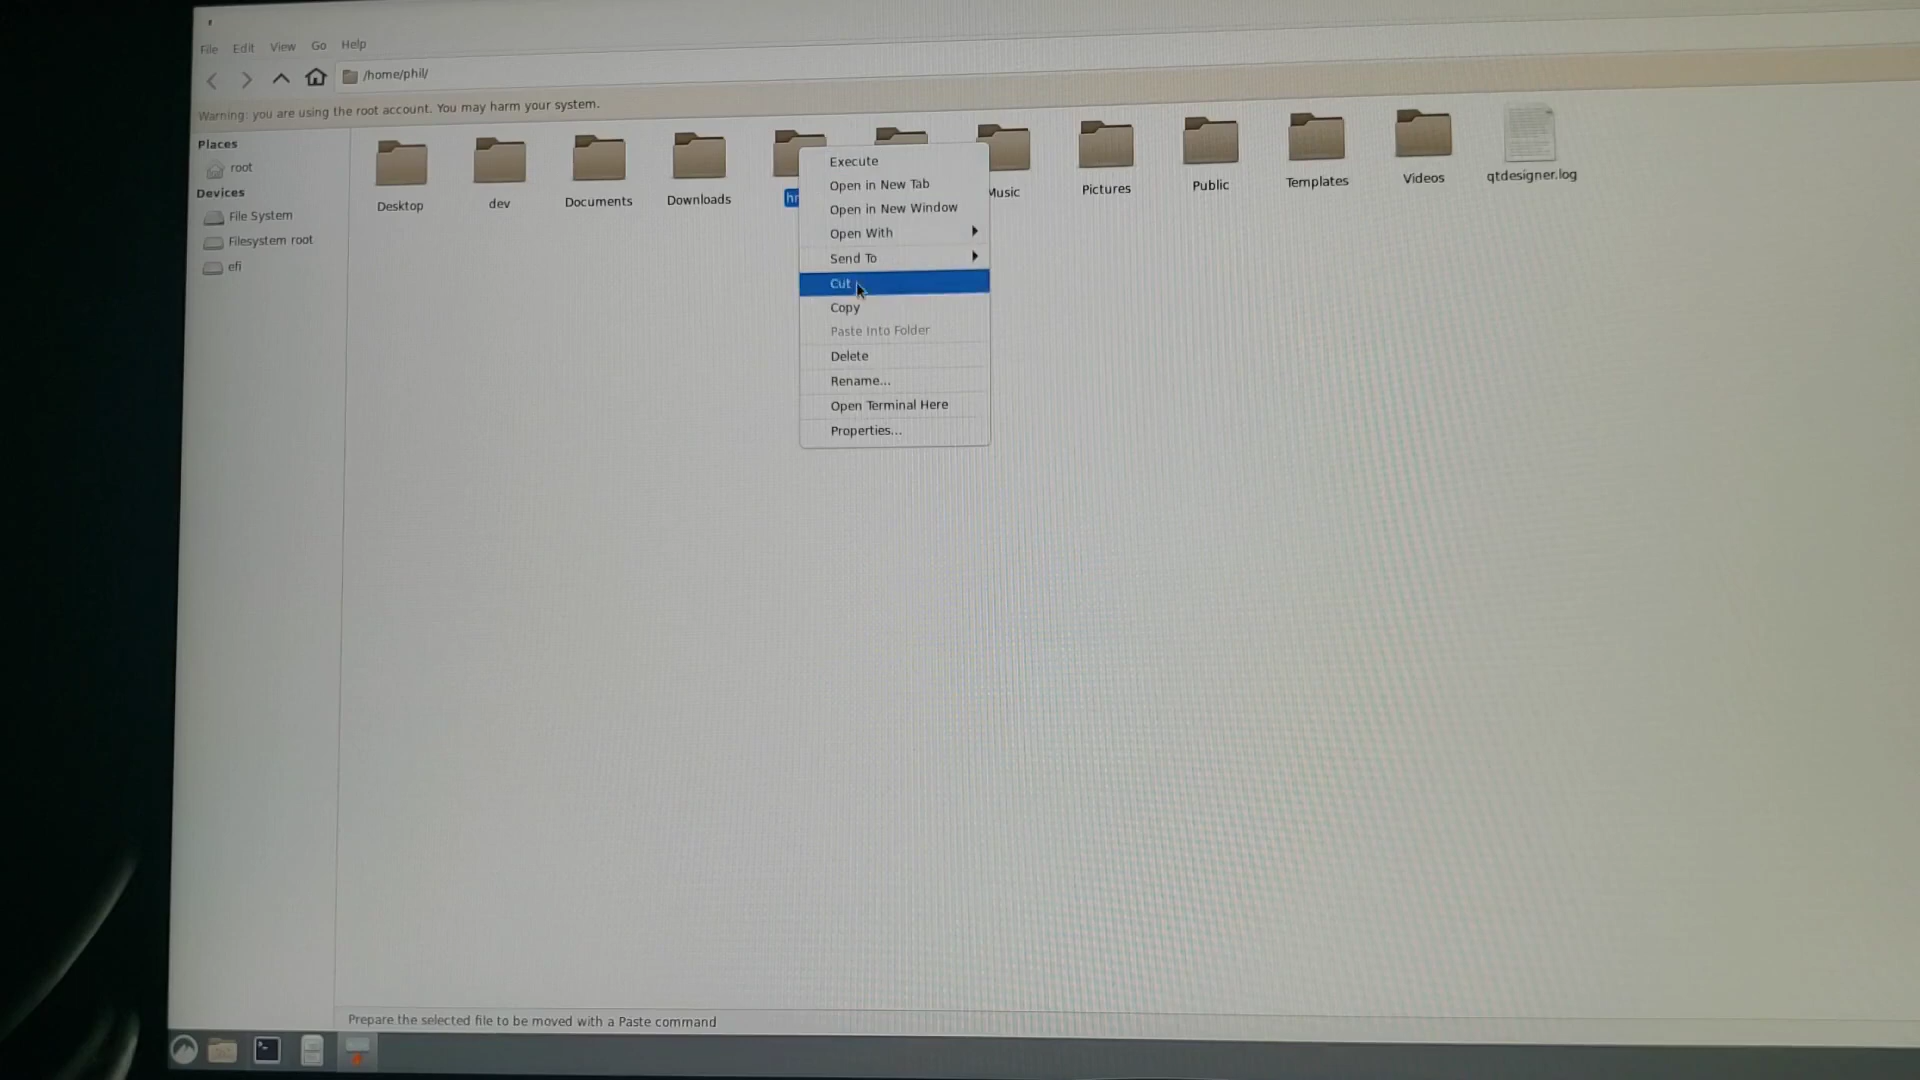 File Edit View Go Help
/home/phil/
Warning: you are using the root account. You may harm your system.
Places
root
Devices
File System
Filesystem root
efi
Desktop
dev
Documents
Downloads
Music
Pictures
Public
Templates
Videos
qtdesigner.log
Execute
Open in New Tab
Open in New Window
Open With
Send To
Cut
Copy
Paste Into Folder
Delete
Rename...
Open Terminal Here
Properties...
Prepare the selected file to be moved with a Paste command